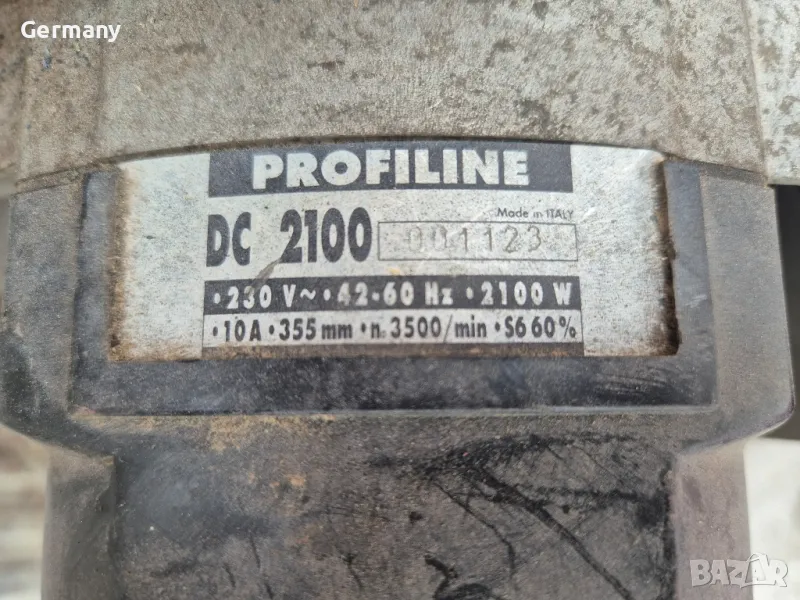 Germany
PROFILINE
Made in ITALY
DC 2100 001123
• 230 V~ • 42-60 Hz • 2100 W
• 10A • 355 mm • n. 3500/min • S6 60%
BAZAR